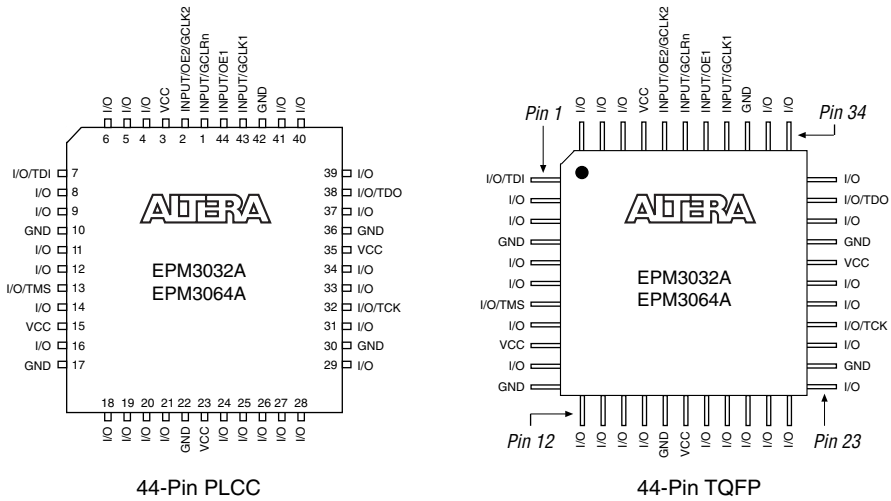 I/O
I/O
I/O
VCC
INPUT/OE2/GCLK2
INPUT/GCLRn
INPUT/OE1
INPUT/GCLK1
GND
I/O
I/O
6 5 4 3 2 1 44 43 42 41 40
I/O/TDI 7
I/O 8
I/O 9
GND 10
I/O 11
I/O 12
I/O/TMS 13
I/O 14
VCC 15
I/O 16
GND 17
ALTERA
EPM3032A
EPM3064A
39 I/O
38 I/O/TDO
37 I/O
36 GND
35 VCC
34 I/O
33 I/O
32 I/O/TCK
31 I/O
30 GND
29 I/O
18 19 20 21 22 23 24 25 26 27 28
I/O
I/O
I/O
I/O
GND
VCC
I/O
I/O
I/O
I/O
I/O
44-Pin PLCC
I/O
I/O
I/O
VCC
INPUT/OE2/GCLK2
INPUT/GCLRn
INPUT/OE1
INPUT/GCLK1
GND
I/O
I/O
Pin 1
Pin 34
I/O/TDI
I/O
I/O
GND
I/O
I/O
I/O/TMS
I/O
VCC
I/O
GND
ALTERA
EPM3032A
EPM3064A
I/O
I/O/TDO
I/O
GND
VCC
I/O
I/O
I/O/TCK
I/O
GND
I/O
Pin 12
Pin 23
I/O
I/O
I/O
I/O
GND
VCC
I/O
I/O
I/O
I/O
I/O
44-Pin TQFP